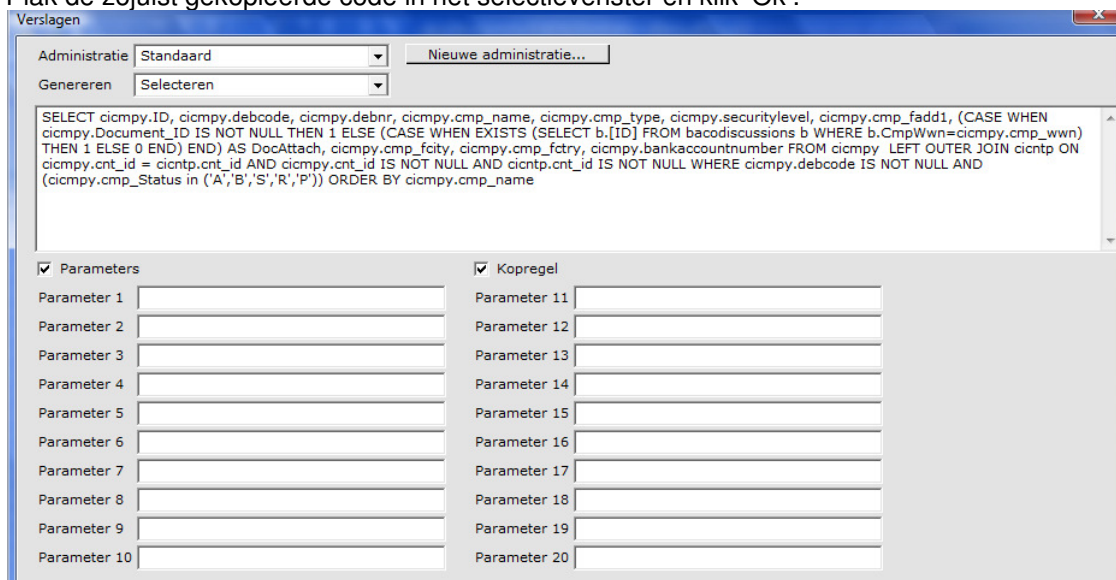 Plak de zojuist gekopieerde code in het selectievenster en klik 'Ok'.
Verslagen
Administratie Standaard Nieuwe administratie...
Genereren Selecteren
SELECT cicmpy.ID, cicmpy.debcode, cicmpy.debnr, cicmpy.cmp_name, cicmpy.cmp_type, cicmpy.securitylevel, cicmpy.cmp_fadd1, (CASE WHEN
cicmpy.Document_ID IS NOT NULL THEN 1 ELSE (CASE WHEN EXISTS (SELECT b.[ID] FROM bacodiscussions b WHERE b.CmpWwn=cicmpy.cmp_wwn)
THEN 1 ELSE 0 END) END) AS DocAttach, cicmpy.cmp_fcity, cicmpy.cmp_fctry, cicmpy.bankaccountnumber FROM cicmpy LEFT OUTER JOIN cicntp ON
cicmpy.cnt_id = cicntp.cnt_id AND cicmpy.cnt_id IS NOT NULL AND cicntp.cnt_id IS NOT NULL WHERE cicmpy.debcode IS NOT NULL AND
(cicmpy.cmp_Status in ('A','B','S','R','P')) ORDER BY cicmpy.cmp_name
Parameters Kopregel
Parameter 1 Parameter 11
Parameter 2 Parameter 12
Parameter 3 Parameter 13
Parameter 4 Parameter 14
Parameter 5 Parameter 15
Parameter 6 Parameter 16
Parameter 7 Parameter 17
Parameter 8 Parameter 18
Parameter 9 Parameter 19
Parameter 10 Parameter 20